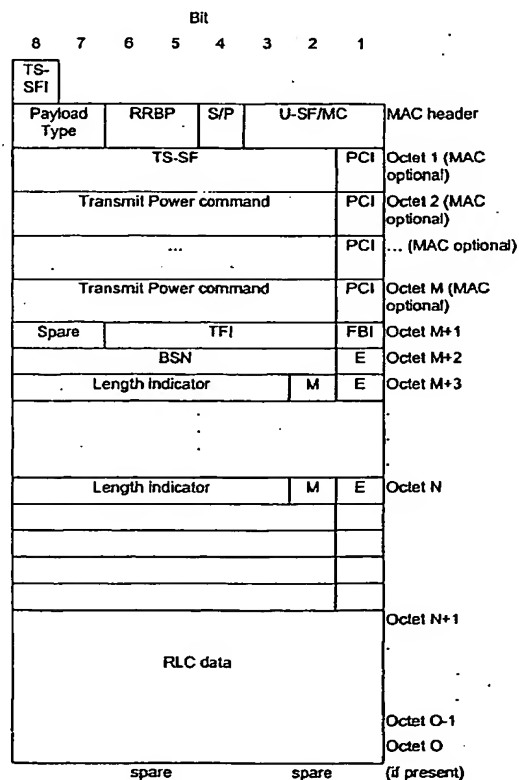 Bit
8 7 6 5 4 3 2 1
TS-
SFI
Payload RRBP S/P U-SF/MC MAC header
Type
TS-SF PCI Octet 1 (MAC
optional)
Transmit Power command PCI Octet 2 (MAC
optional)
... PCI ... (MAC optional)
Transmit Power command PCI Octet M (MAC
optional)
Spare TFI FBI Octet M+1
BSN E Octet M+2
Length indicator M E Octet M+3
Length indicator M E Octet N
Octet N+1
RLC data
Octet O-1
Octet O
spare spare (if present)